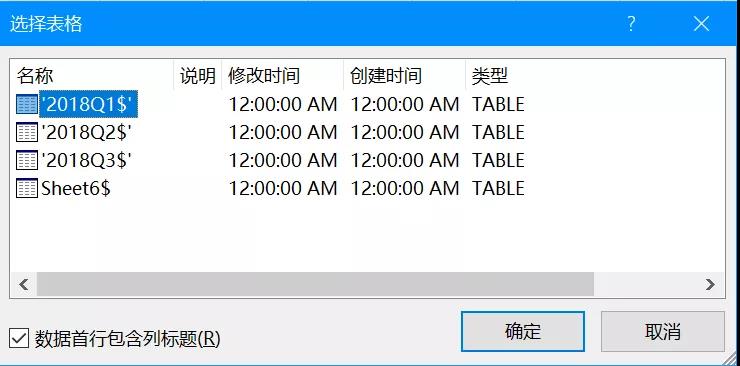 选择表格
名称 说明 修改时间 创建时间 类型
'2018Q1$' 12:00:00 AM 12:00:00 AM TABLE
'2018Q2$' 12:00:00 AM 12:00:00 AM TABLE
'2018Q3$' 12:00:00 AM 12:00:00 AM TABLE
Sheet6$ 12:00:00 AM 12:00:00 AM TABLE
数据首行包含列标题(R) 确定 取消